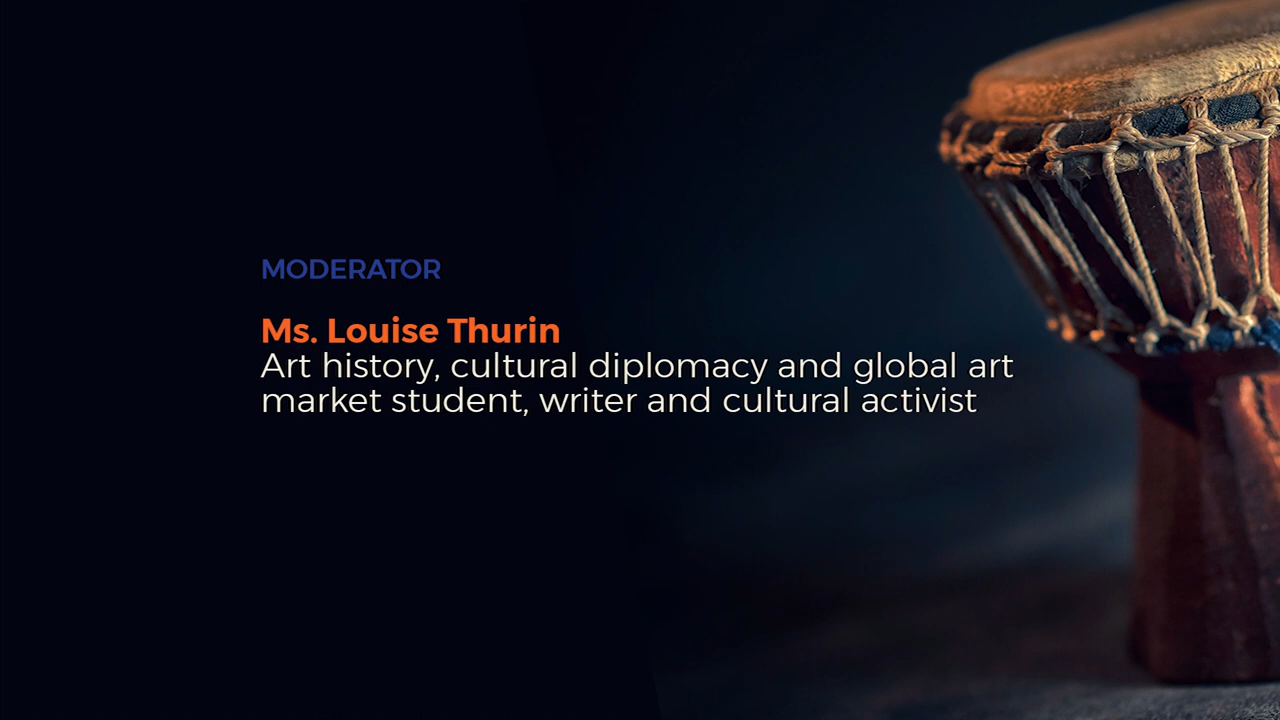 MODERATOR
Ms. Louise Thurin
Art history, cultural diplomacy and global art
market student, writer and cultural activist